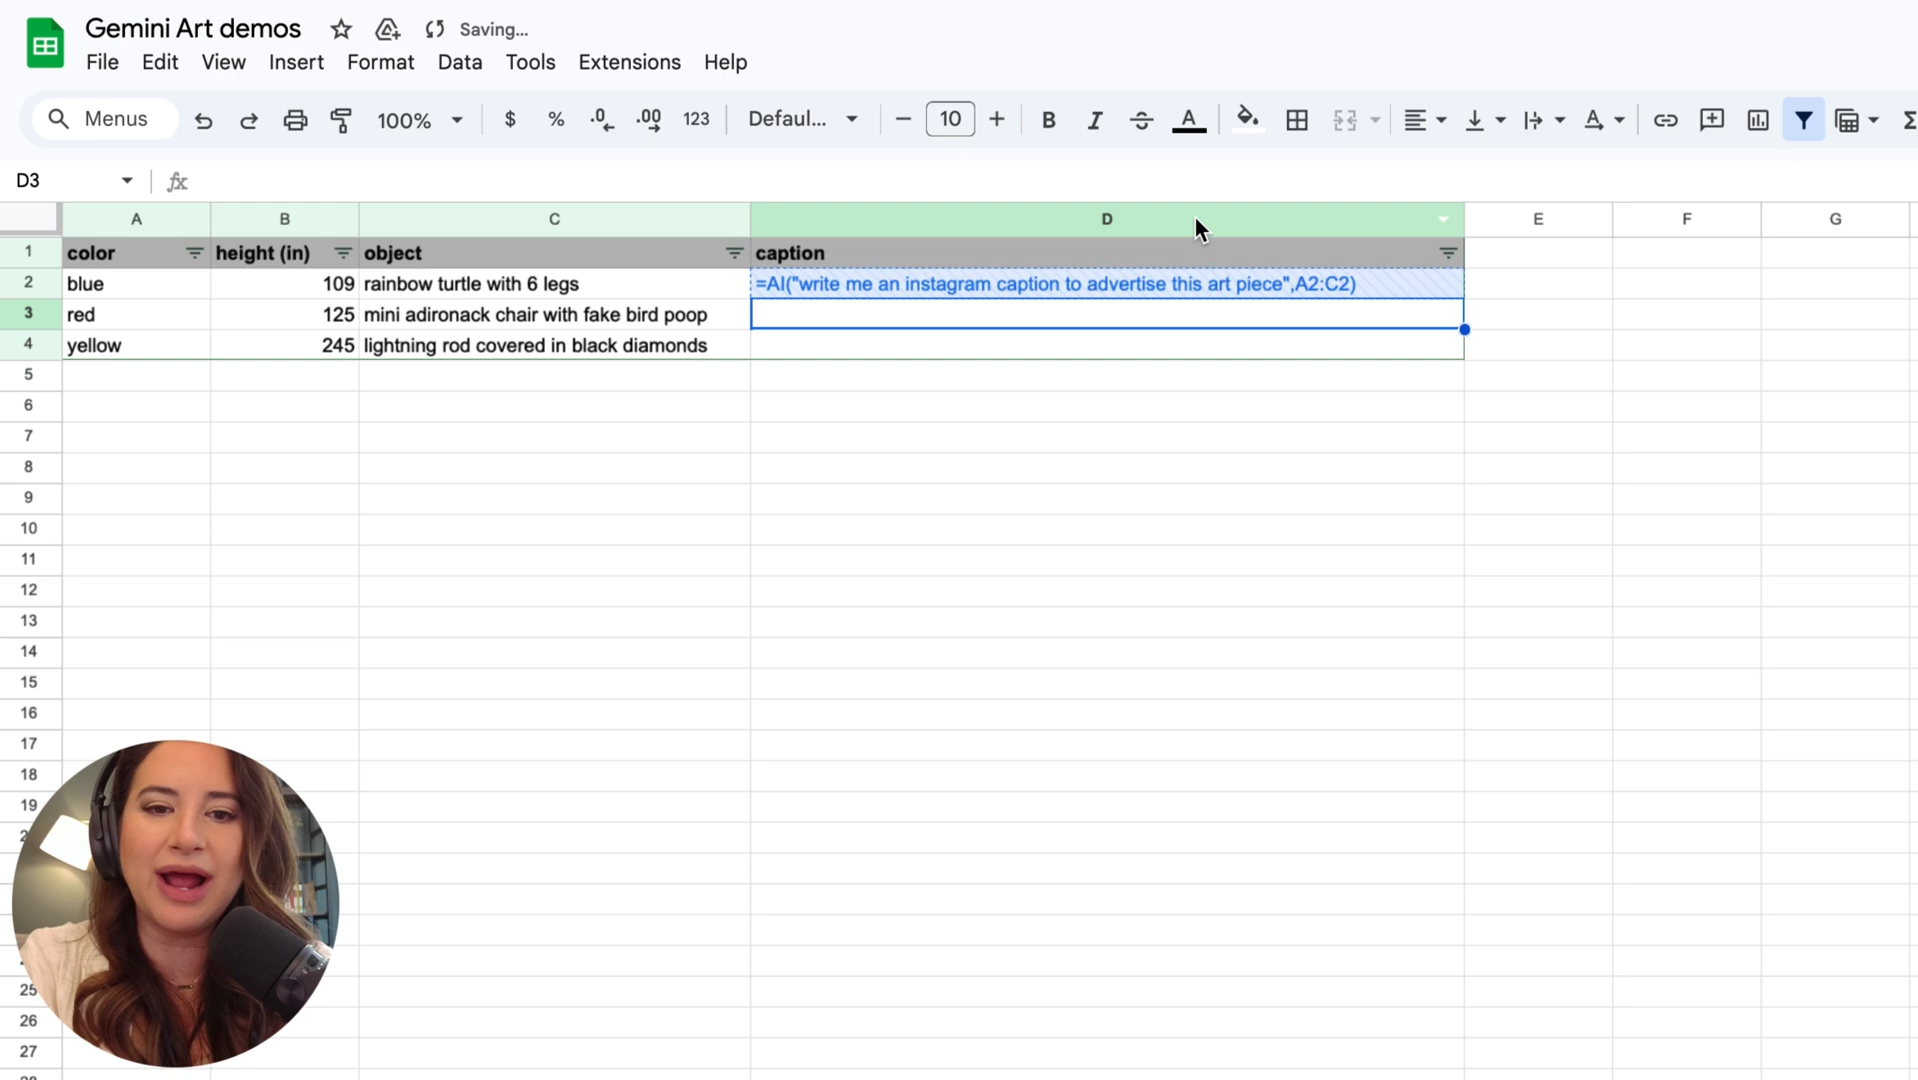 Gemini Art demos Saving...
File Edit View Insert Format Data Tools Extensions Help
Menus 100% $ % .0 .00 123 Defaul... − 10 + B I S A Σ
D3 fx
A B C D E F G
1 color height (in) object caption
2 blue 109 rainbow turtle with 6 legs =AI("write me an instagram caption to advertise this art piece",A2:C2)
3 red 125 mini adironack chair with fake bird poop
4 yellow 245 lightning rod covered in black diamonds
5
6
7
8
9
10
11
12
13
14
15
16
17
18
19
25
26
27